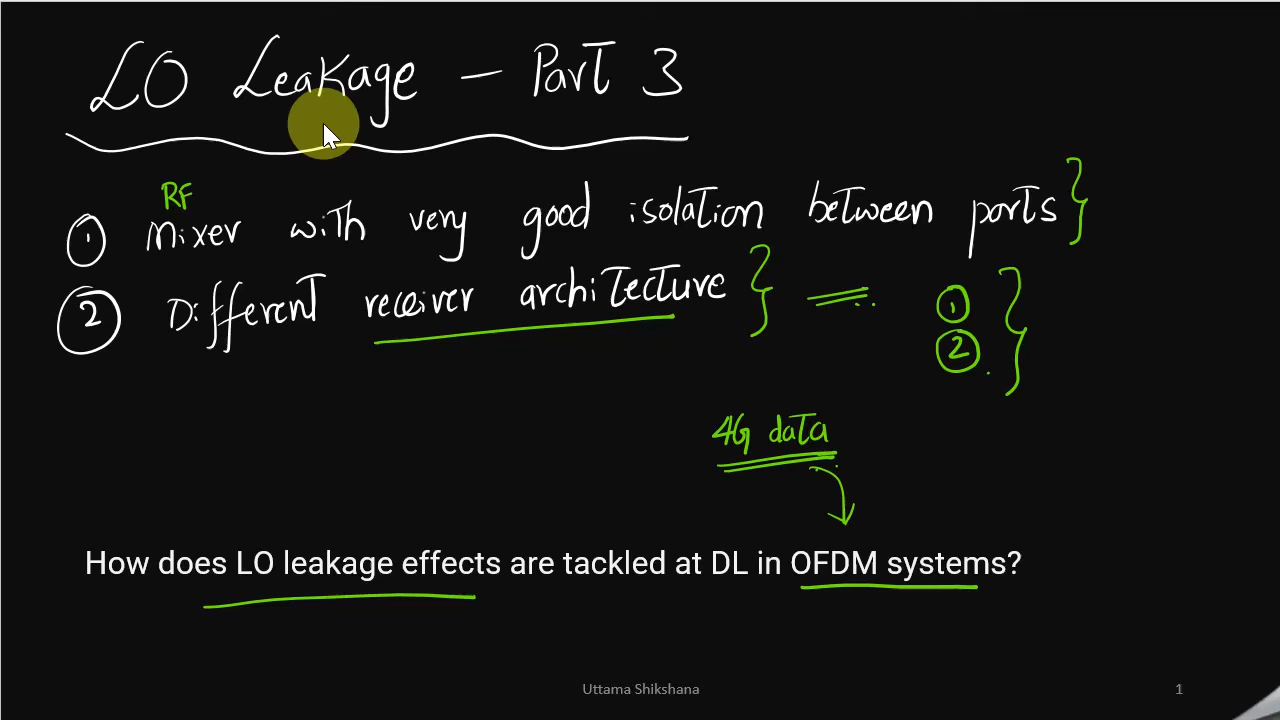 LO Leakage - Part 3
RF
① Mixer with very good isolation between ports
② Different receiver architecture
①
②
4G data
How does LO leakage effects are tackled at DL in OFDM systems?
Uttama Shikshana
1